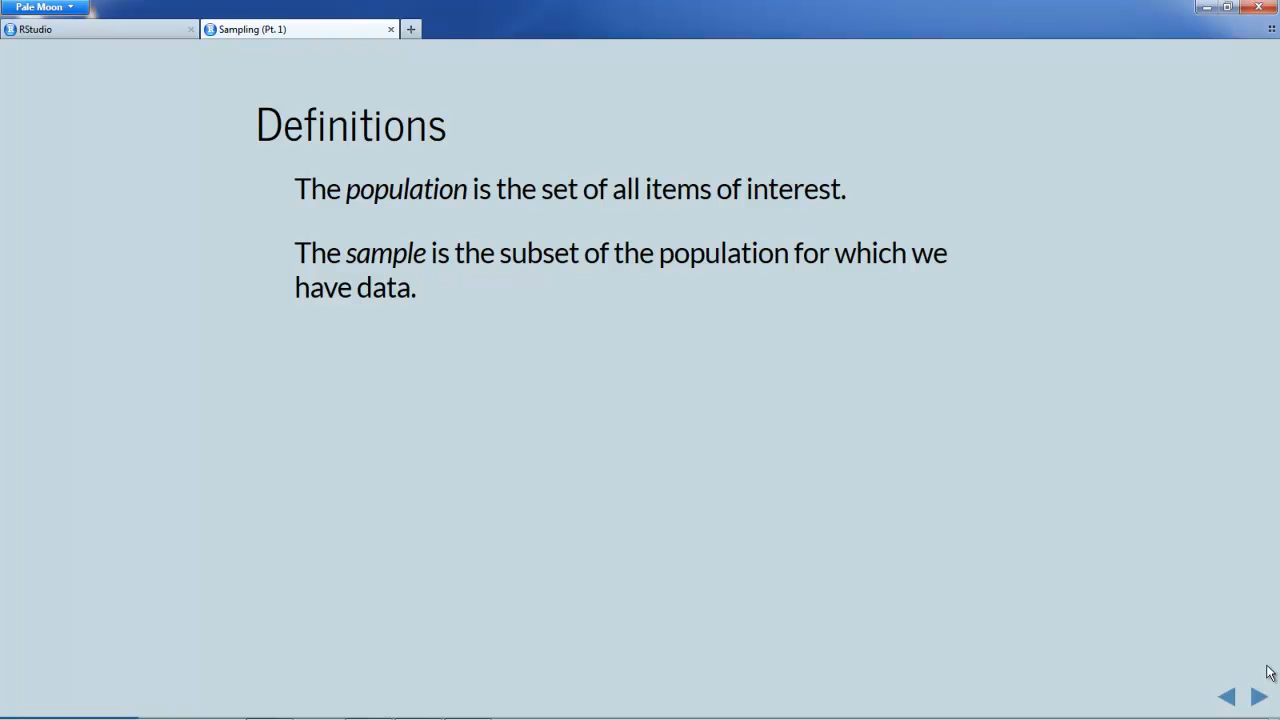 Pale Moon
RStudio
Sampling (Pt. 1)
Definitions
The population is the set of all items of interest.
The sample is the subset of the population for which we
have data.